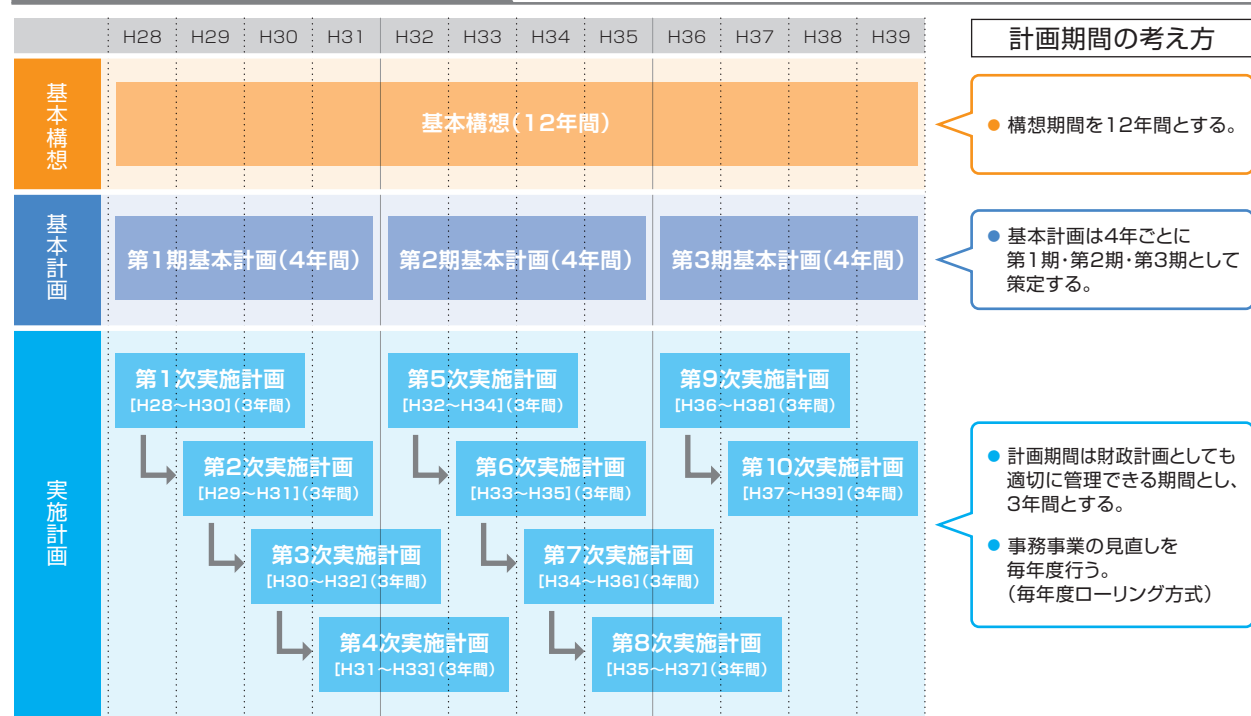 H28 H29 H30 H31 H32 H33 H34 H35 H36 H37 H38 H39
計画期間の考え方
基本構想
基本構想(12年間)
● 構想期間を12年間とする。
基本計画
第1期基本計画(4年間)
第2期基本計画(4年間)
第3期基本計画(4年間)
● 基本計画は4年ごとに
第1期・第2期・第3期として
策定する。
実施計画
第1次実施計画
[H28～H30](3年間)
第2次実施計画
[H29～H31](3年間)
第3次実施計画
[H30～H32](3年間)
第4次実施計画
[H31～H33](3年間)
第5次実施計画
[H32～H34](3年間)
第6次実施計画
[H33～H35](3年間)
第7次実施計画
[H34～H36](3年間)
第8次実施計画
[H35～H37](3年間)
第9次実施計画
[H36～H38](3年間)
第10次実施計画
[H37～H39](3年間)
● 計画期間は財政計画としても
適切に管理できる期間とし、
3年間とする。
● 事務事業の見直しを
毎年度行う。
(毎年度ローリング方式)